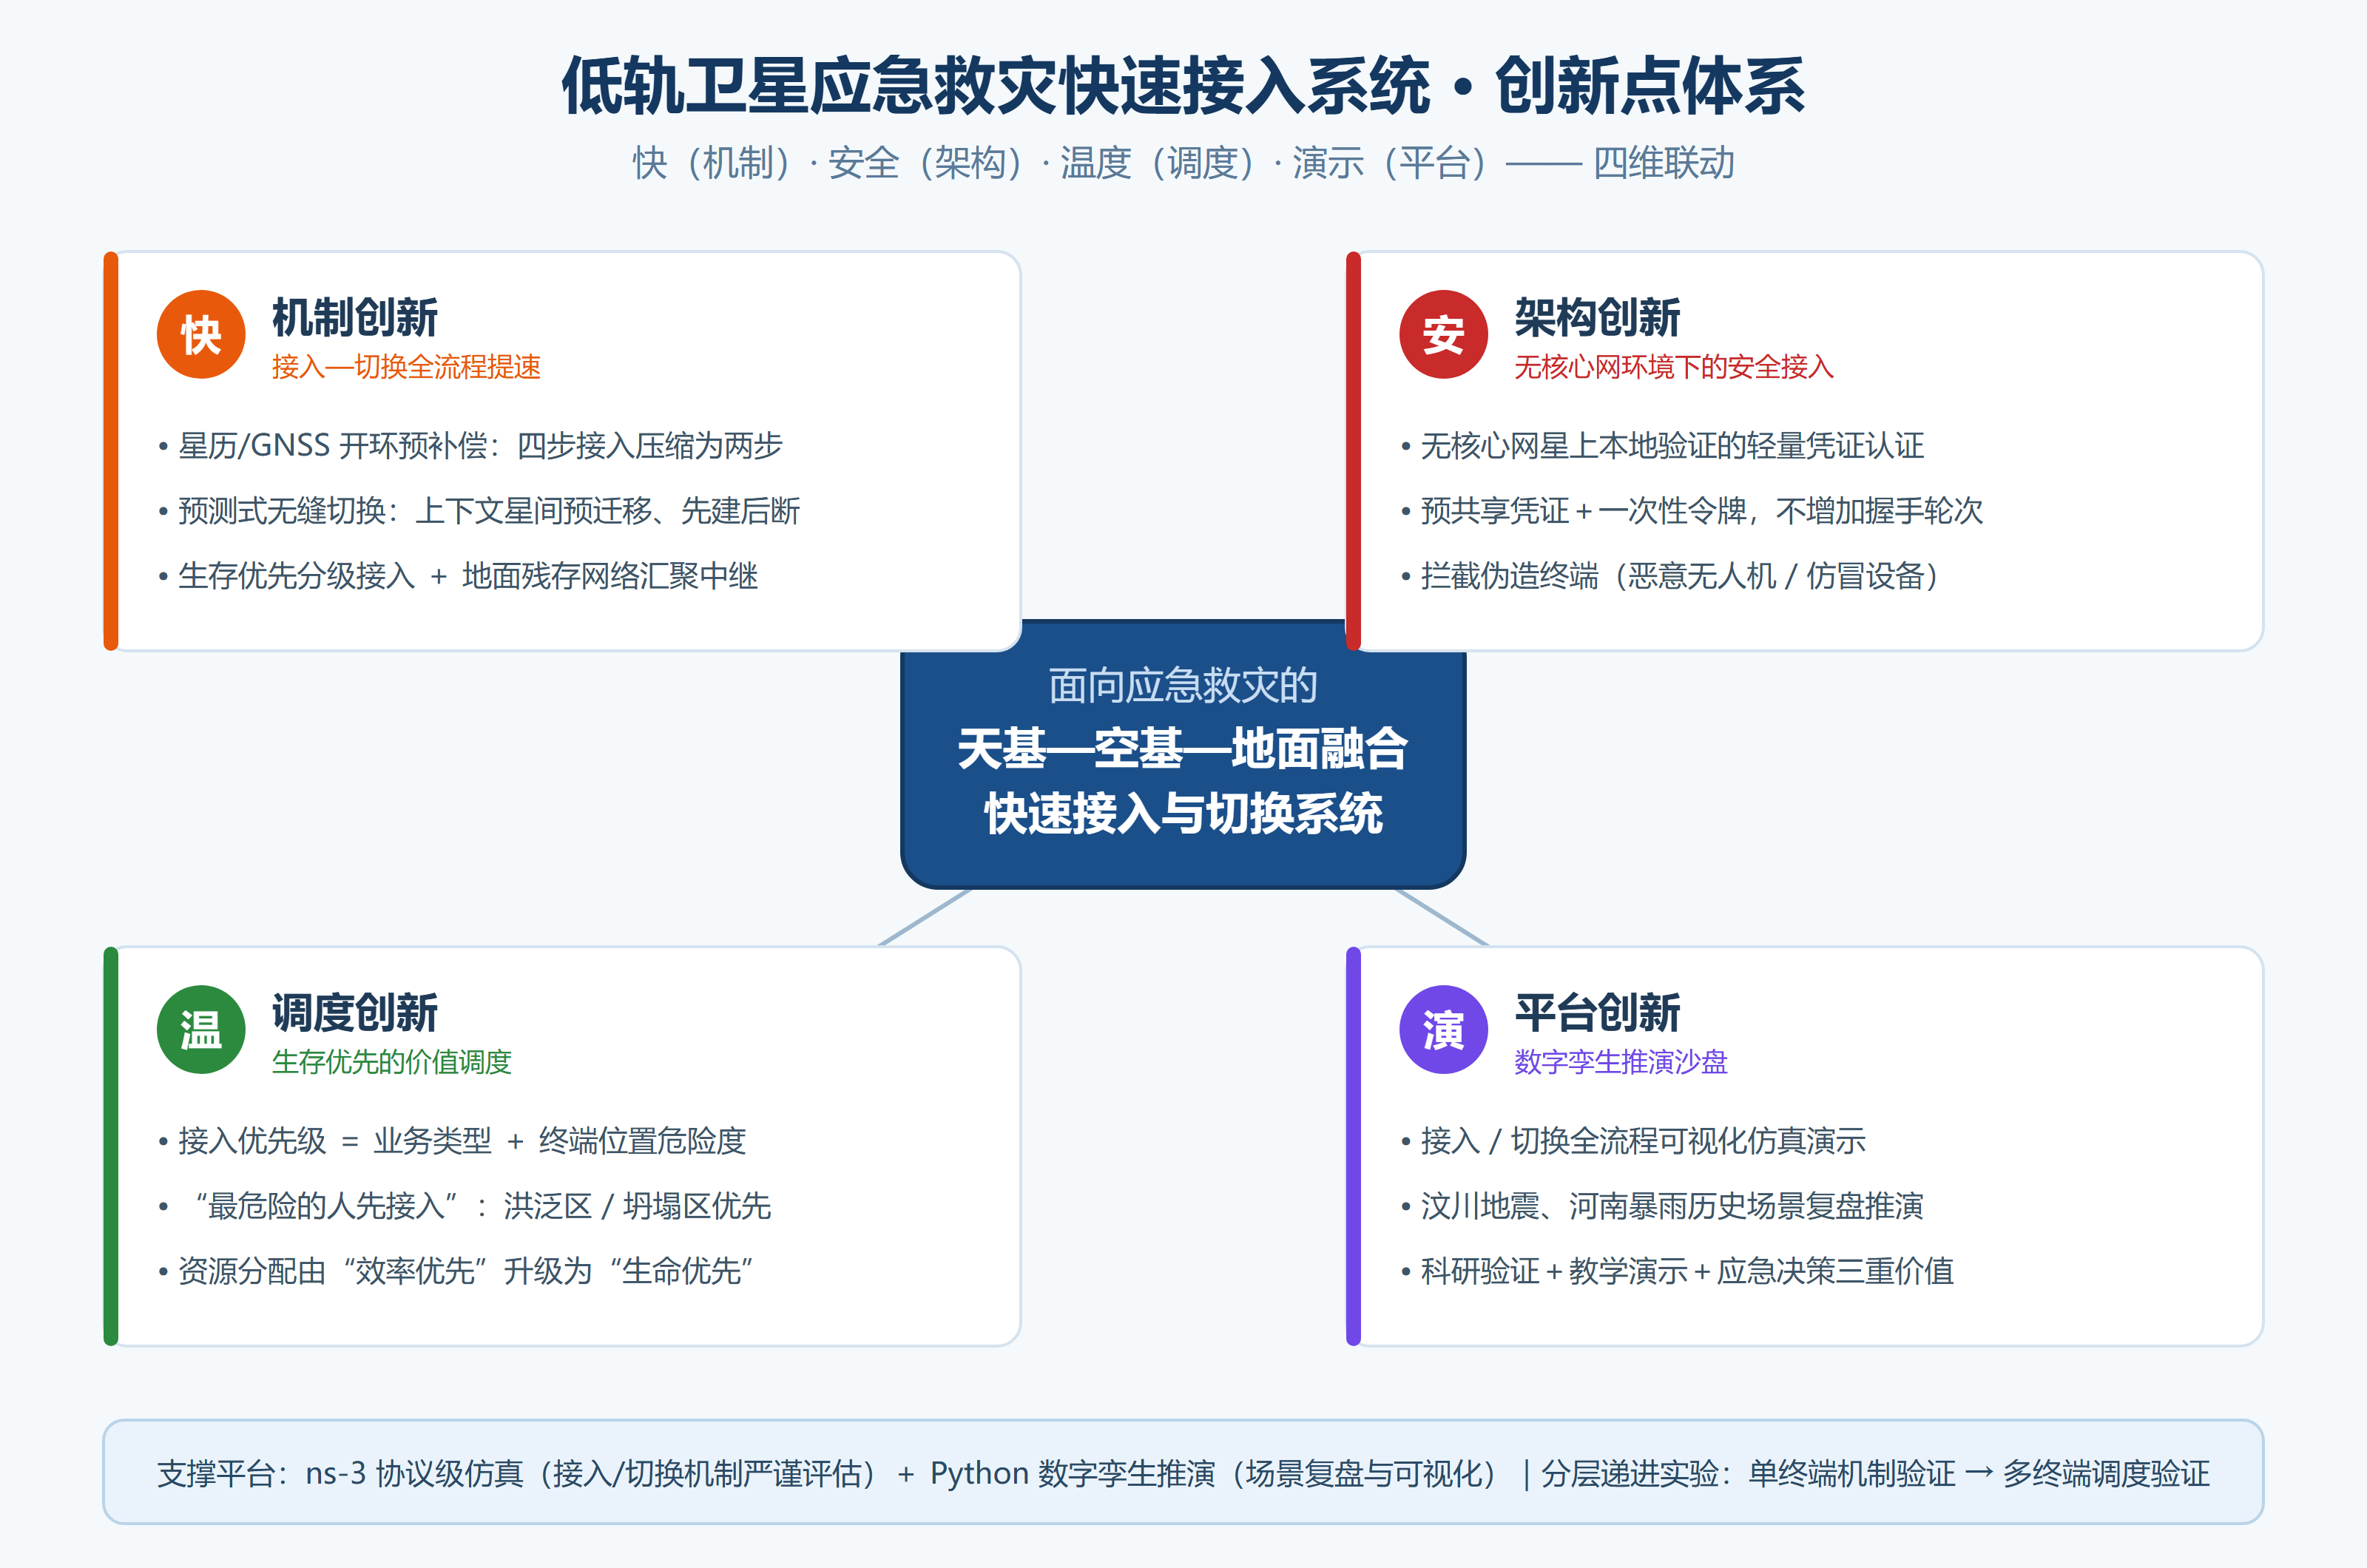 低轨卫星应急救灾快速接入系统 · 创新点体系
快（机制）· 安全（架构）· 温度（调度）· 演示（平台）—— 四维联动
快
机制创新
接入—切换全流程提速
• 星历/GNSS 开环预补偿：四步接入压缩为两步
• 预测式无缝切换：上下文星间预迁移、先建后断
• 生存优先分级接入 + 地面残存网络汇聚中继
安
架构创新
无核心网环境下的安全接入
• 无核心网星上本地验证的轻量凭证认证
• 预共享凭证 + 一次性令牌，不增加握手轮次
• 拦截伪造终端（恶意无人机 / 仿冒设备）
面向应急救灾的
天基—空基—地面融合
快速接入与切换系统
温
调度创新
生存优先的价值调度
• 接入优先级 = 业务类型 + 终端位置危险度
• “最危险的人先接入”：洪泛区 / 坍塌区优先
• 资源分配由“效率优先”升级为“生命优先”
演
平台创新
数字孪生推演沙盘
• 接入 / 切换全流程可视化仿真演示
• 汶川地震、河南暴雨历史场景复盘推演
• 科研验证 + 教学演示 + 应急决策三重价值
支撑平台：ns-3 协议级仿真（接入/切换机制严谨评估） + Python 数字孪生推演（场景复盘与可视化）｜分层递进实验：单终端机制验证 → 多终端调度验证